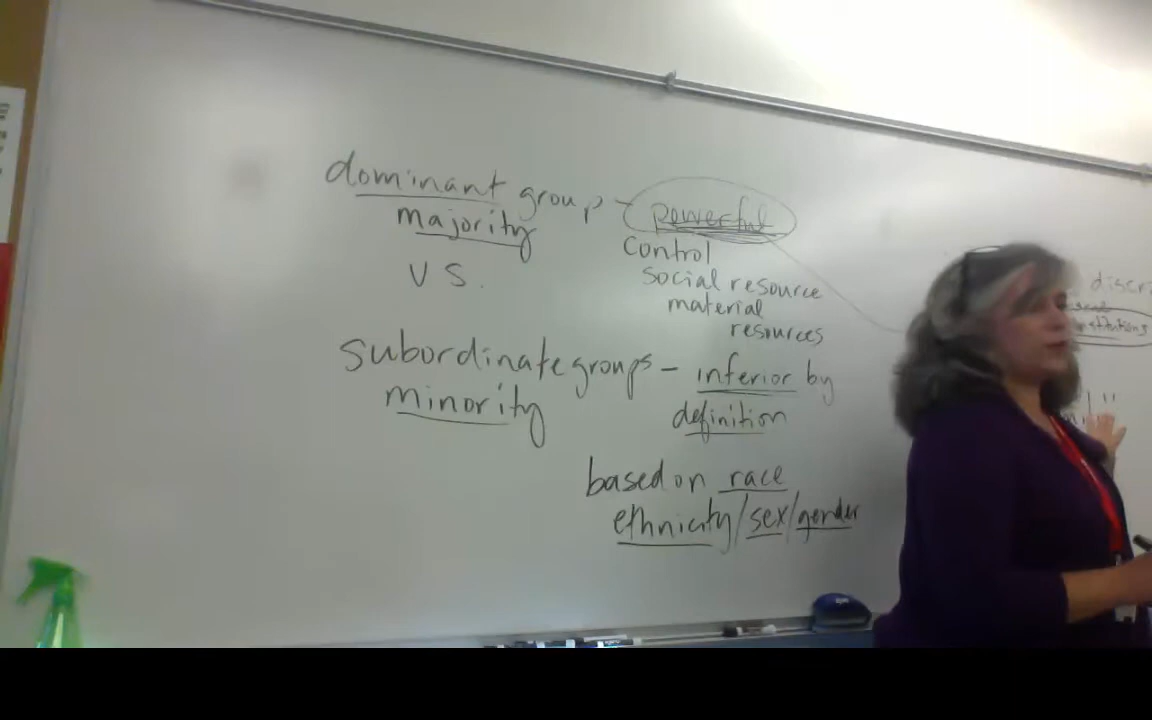 dominant group - powerful
majority
control
social resource
material
resources
vs.
subordinate groups - inferior by
minority
definition
based on race
ethnicity/sex/gender